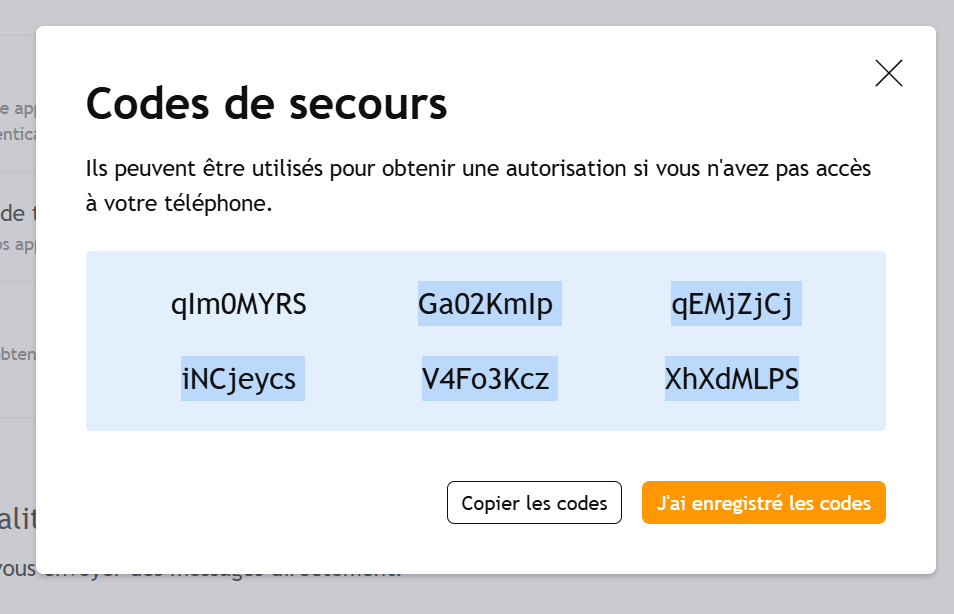 Codes de secours
Ils peuvent être utilisés pour obtenir une autorisation si vous n'avez pas accès
à votre téléphone.
qIm0MYRS Ga02KmIp qEMjZjCj
iNCjeycs V4Fo3Kcz XhXdMLPS
Copier les codes J'ai enregistré les codes